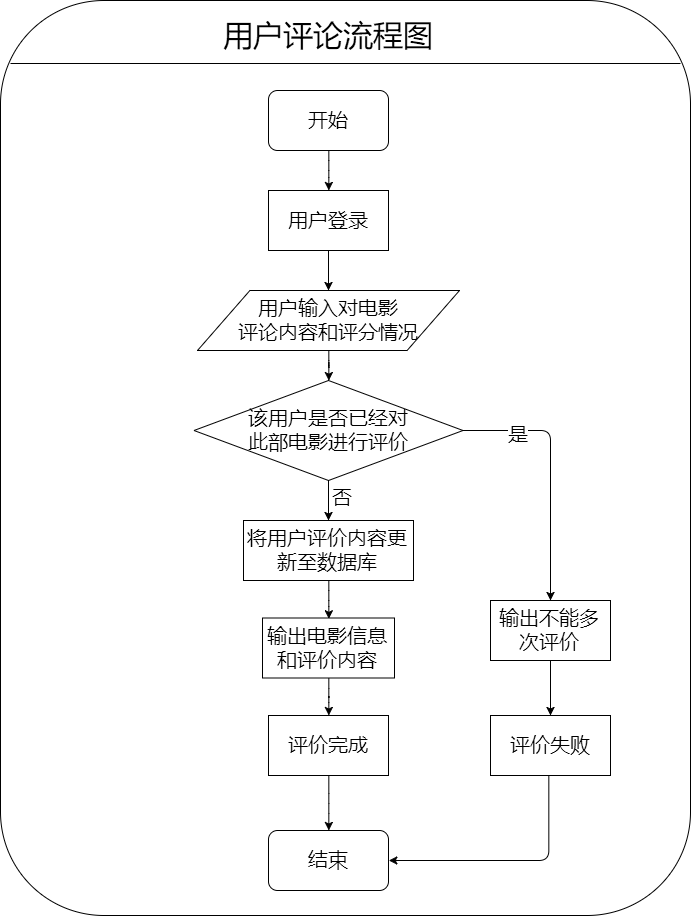 用户评论流程图
开始
用户登录
用户输入对电影
评论内容和评分情况
该用户是否已经对
此部电影进行评价
是
否
将用户评价内容更
新至数据库
输出电影信息
和评价内容
输出不能多
次评价
评价完成
评价失败
结束